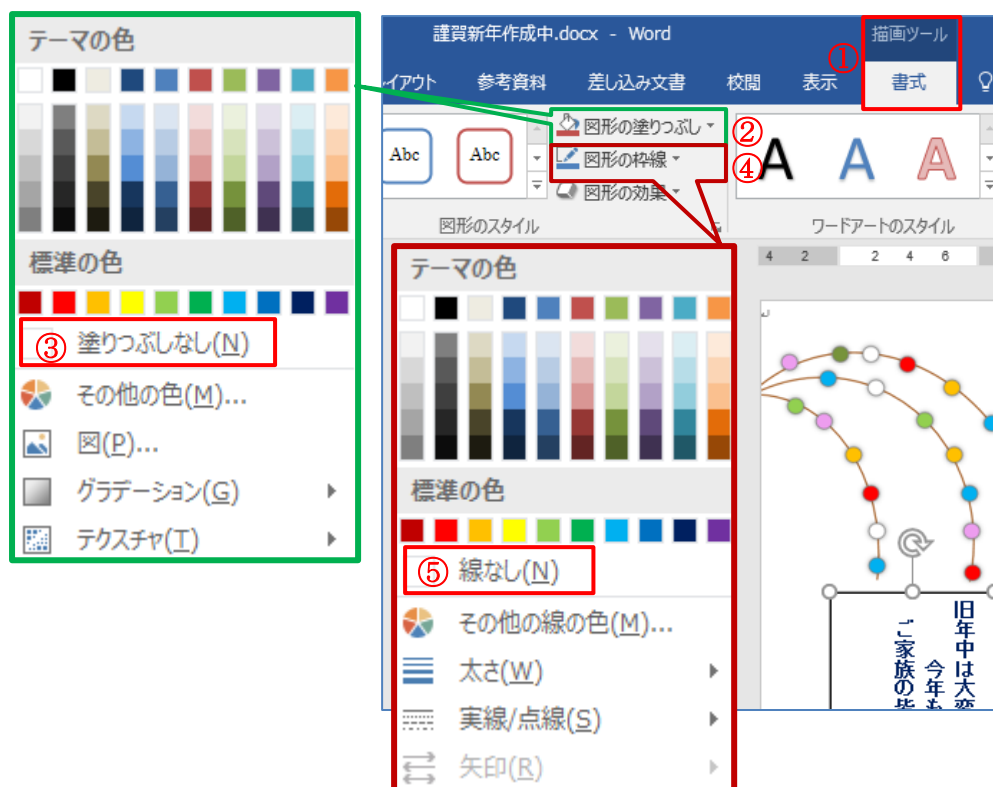 テーマの色
標準の色
③ 塗りつぶしなし(N)
その他の色(M)...
図(P)...
グラデーション(G)
テクスチャ(T)
謹賀新年作成中.docx - Word
描画ツール
①
イアウト 参考資料 差し込み文書 校閲 表示 書式
Abc Abc
図形の塗りつぶし ②
図形の枠線 ④
図形の効果
A A A
図形のスタイル
ワードアートのスタイル
4 2 2 4 6
テーマの色
標準の色
⑤ 線なし(N)
その他の線の色(M)...
太さ(W)
実線/点線(S)
矢印(R)
旧年中は大変
今年も
ご家族の皆